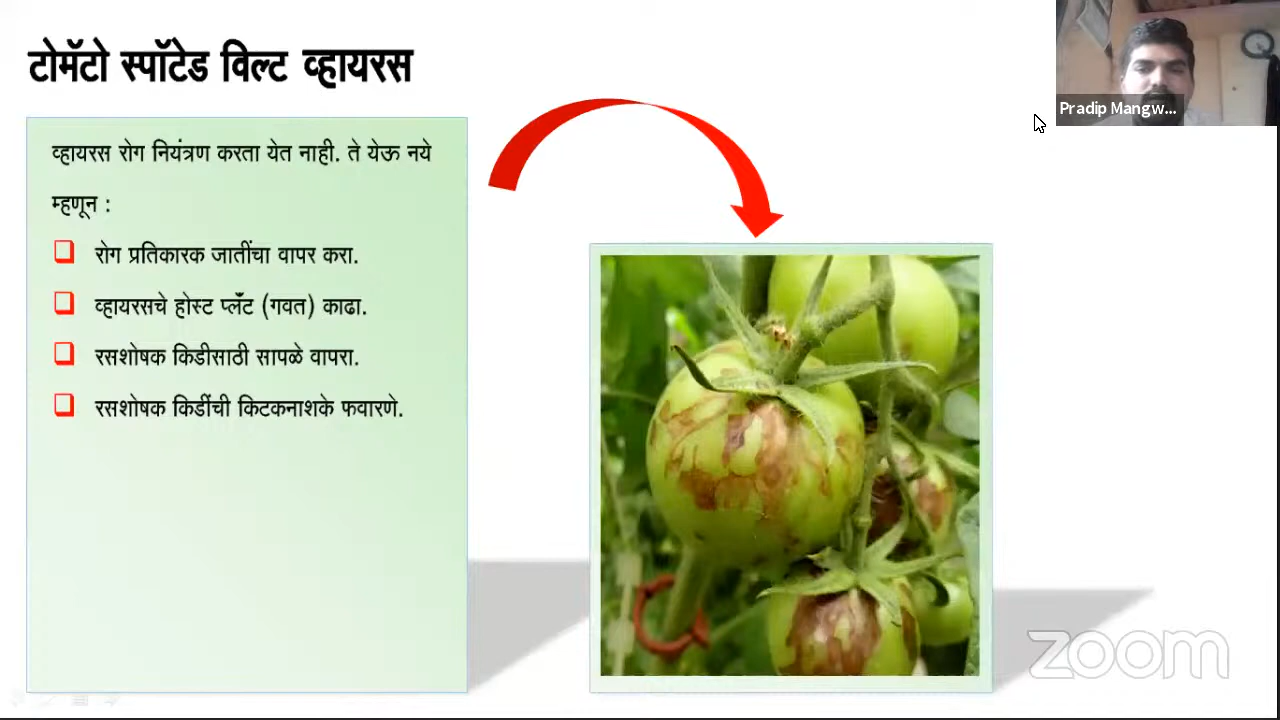 टोमॅटो स्पॉटेड विल्ट व्हायरस
Pradip Mangw...
व्हायरस रोग नियंत्रण करता येत नाही. ते येऊ नये
म्हणून :
रोग प्रतिकारक जातींचा वापर करा.
व्हायरसचे होस्ट प्लँट (गवत) काढा.
रसशोषक किडीसाठी सापळे वापरा.
रसशोषक किडींची किटकनाशके फवारणे.
zoom